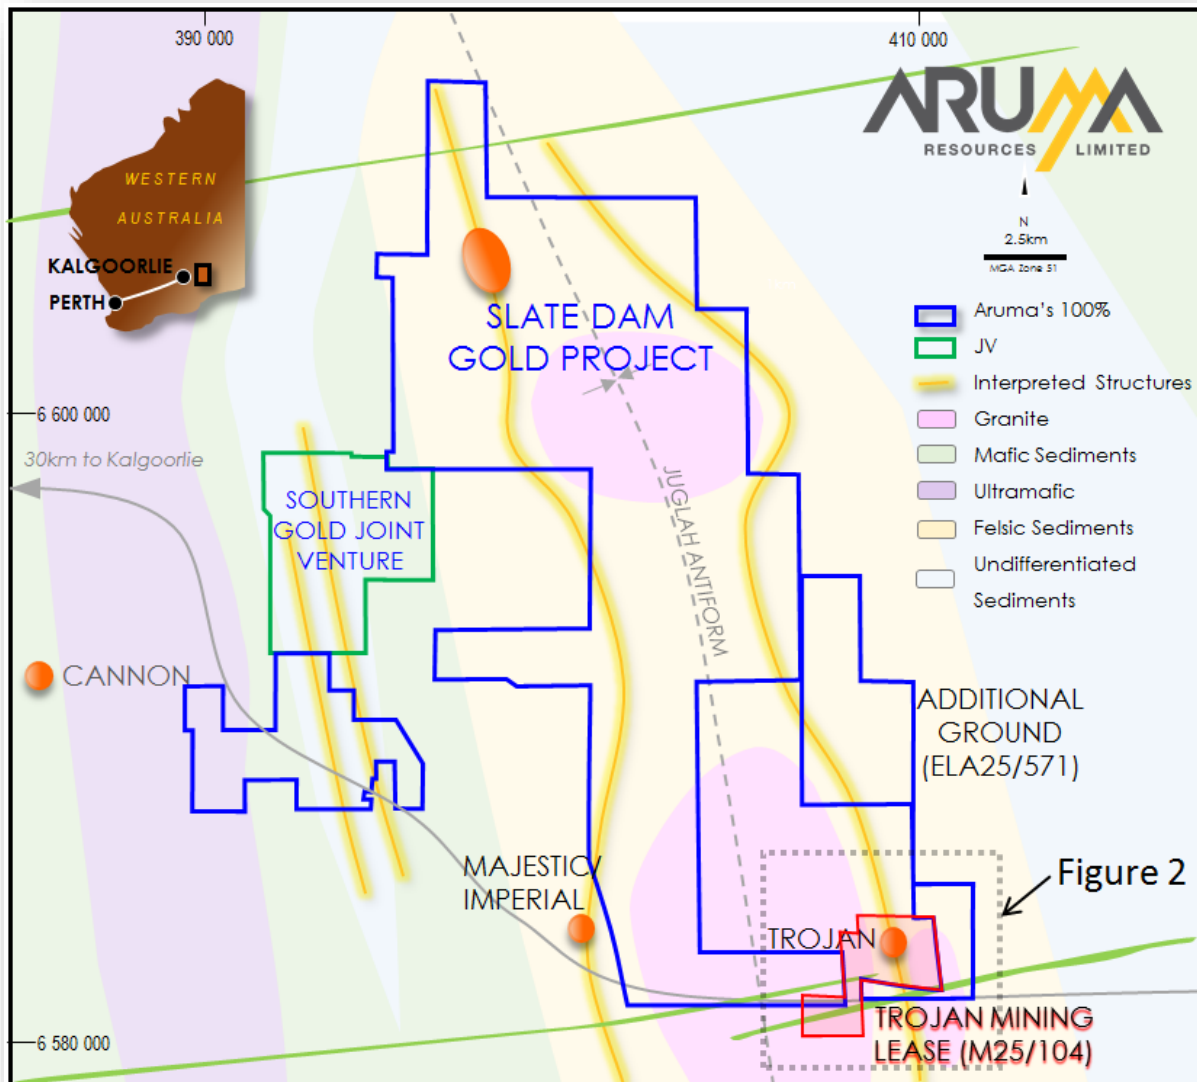 390 000
410 000
ARUMA
RESOURCES LIMITED
WESTERN
AUSTRALIA
KALGOORLIE
PERTH
N
2.5km
MGA Zone 51
Aruma's 100%
JV
Interpreted Structures
Granite
Mafic Sediments
Ultramafic
Felsic Sediments
Undifferentiated
Sediments
SLATE DAM
GOLD PROJECT
6 600 000
30km to Kalgoorlie
SOUTHERN
GOLD JOINT
VENTURE
JUGLAH ANTIFORM
CANNON
ADDITIONAL
GROUND
(ELA25/571)
MAJESTIC/
IMPERIAL
Figure 2
TROJAN
TROJAN MINING
LEASE (M25/104)
6 580 000